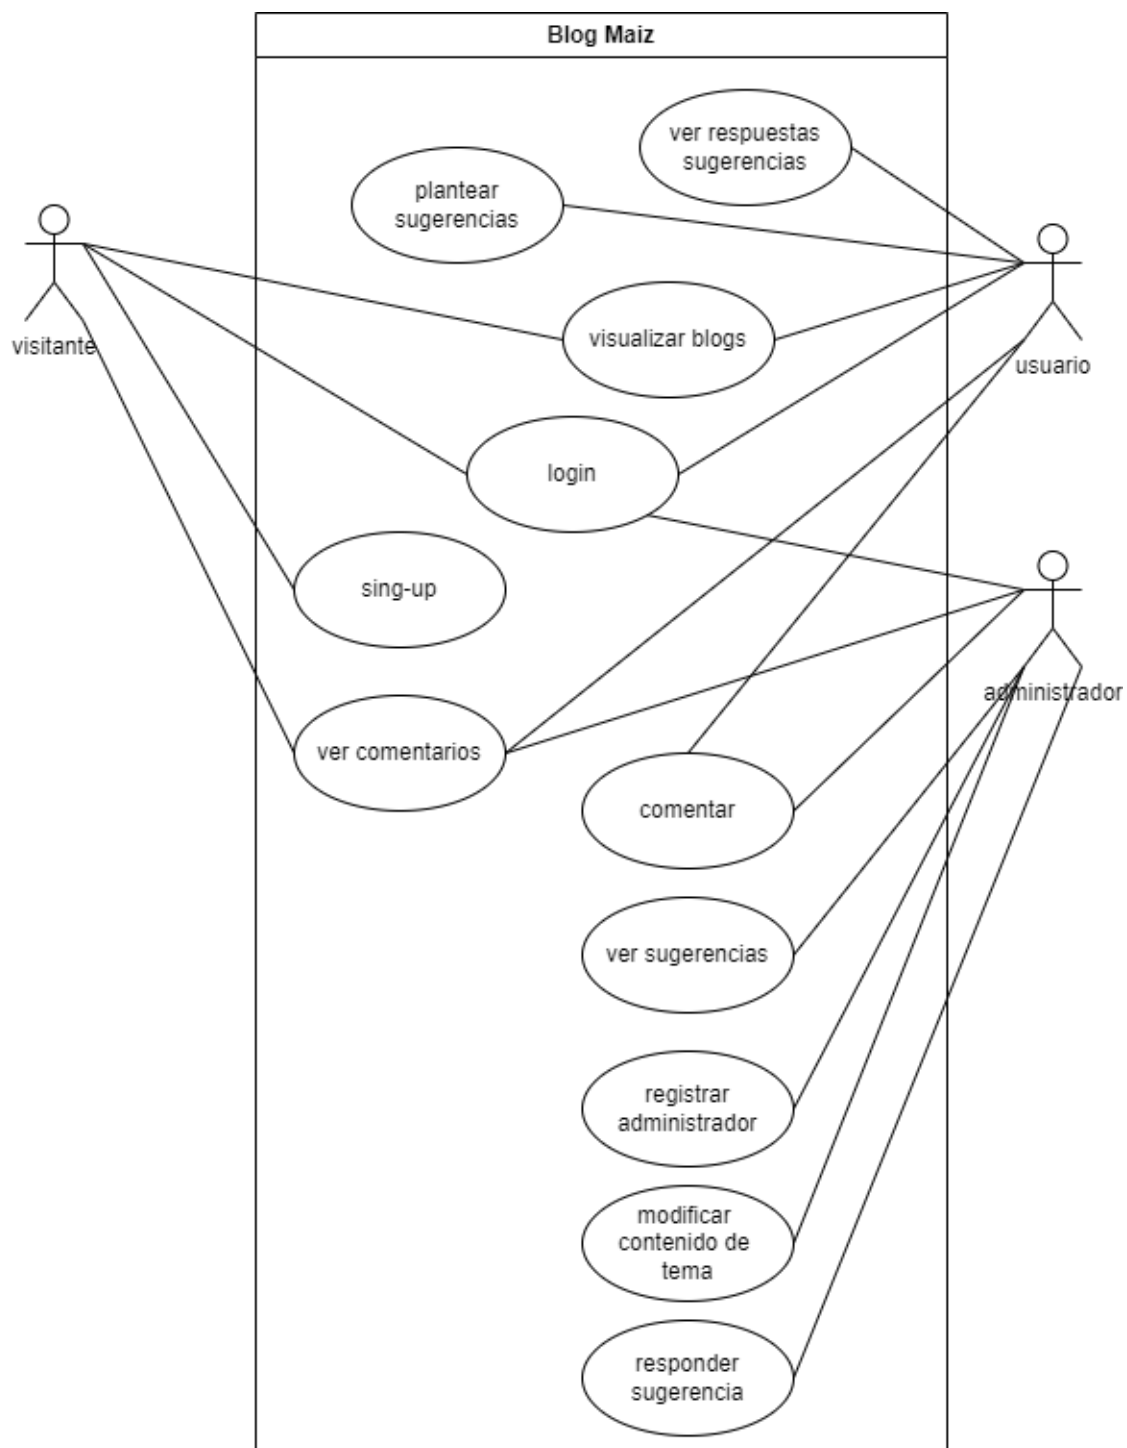 Blog Maiz
ver respuestas
sugerencias
plantear
sugerencias
visitante
visualizar blogs
usuario
login
sing-up
administrador
ver comentarios
comentar
ver sugerencias
registrar
administrador
modificar
contenido de
tema
responder
sugerencia